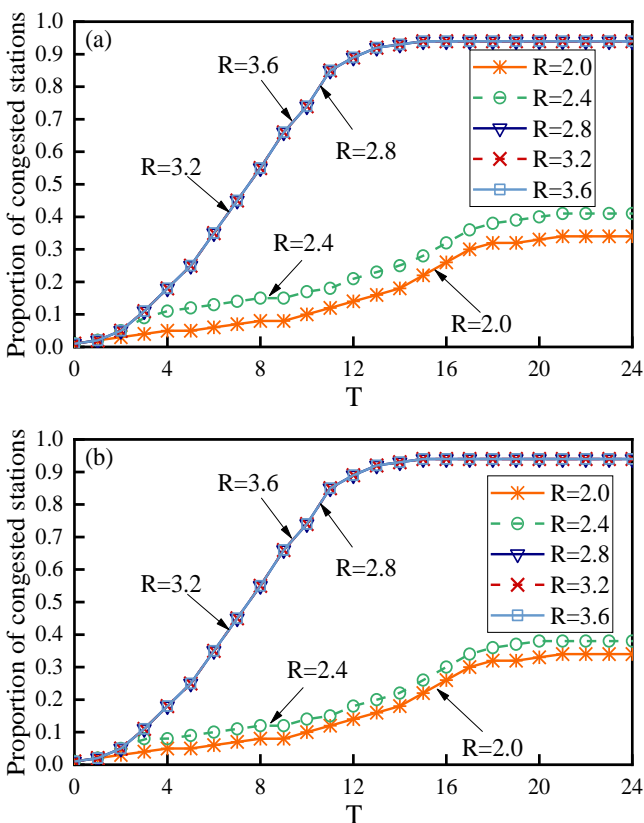 (a)
Proportion of congested stations
1.0
0.9
0.8
0.7
0.6
0.5
0.4
0.3
0.2
0.1
0.0
R=3.6
R=2.8
R=3.2
R=2.4
R=2.0
R=2.0
R=2.4
R=2.8
R=3.2
R=3.6
0 4 8 12 16 20 24
T
(b)
Proportion of congested stations
1.0
0.9
0.8
0.7
0.6
0.5
0.4
0.3
0.2
0.1
0.0
R=3.6
R=2.8
R=3.2
R=2.4
R=2.0
R=2.0
R=2.4
R=2.8
R=3.2
R=3.6
0 4 8 12 16 20 24
T